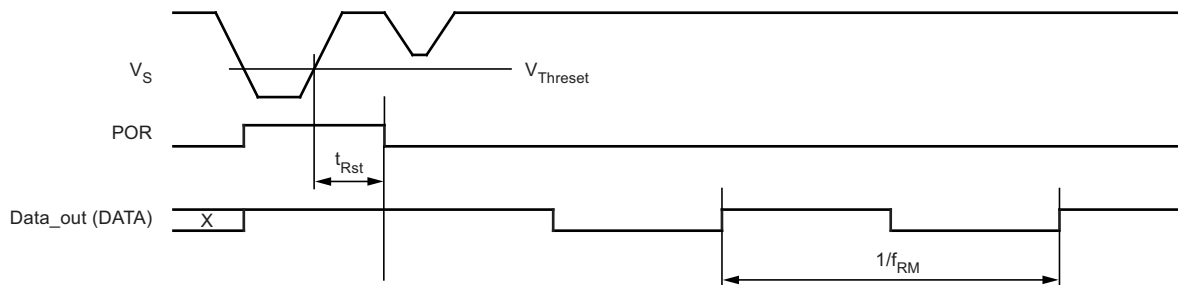 V_S
V_Threset
POR
t_Rst
Data_out (DATA)
X
1/f_RM